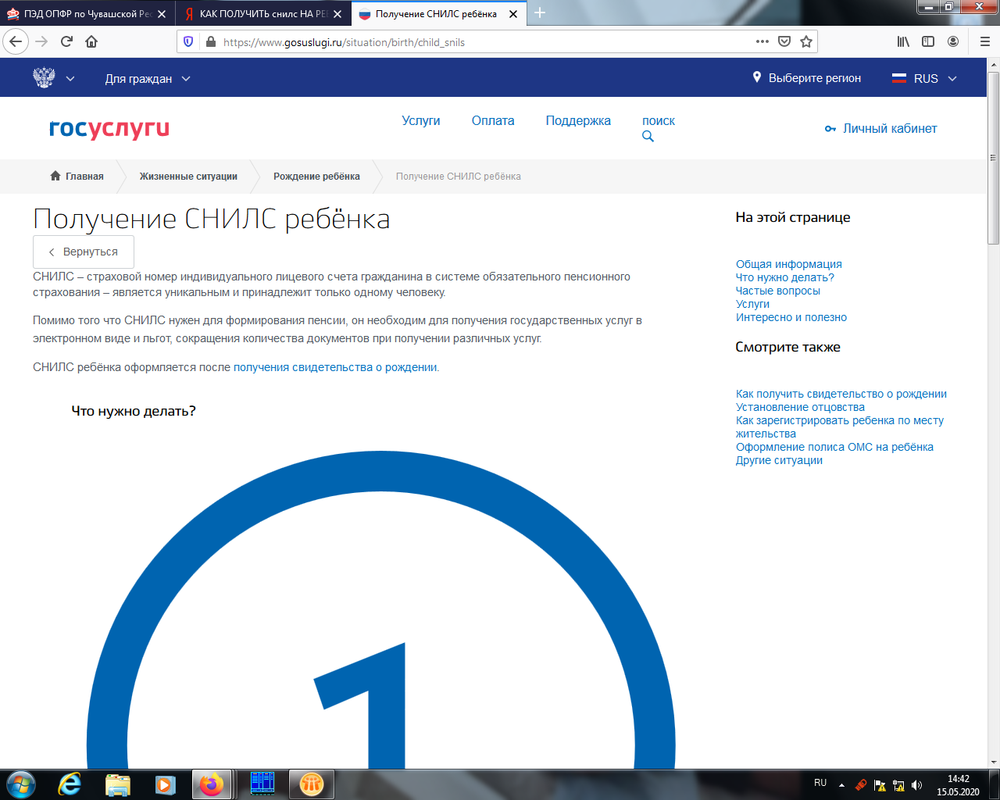 ПЭД ОПФР по Чувашской Рес
КАК ПОЛУЧИТЬ снилс НА РЕ
Получение СНИЛС ребёнка
https://www.gosuslugi.ru/situation/birth/child_snils
Для граждан
Выберите регион
RUS
госуслуги
Услуги
Оплата
Поддержка
поиск
Личный кабинет
Главная
Жизненные ситуации
Рождение ребёнка
Получение СНИЛС ребёнка
Получение СНИЛС ребёнка
Вернуться
СНИЛС – страховой номер индивидуального лицевого счета гражданина в системе обязательного пенсионного
страхования – является уникальным и принадлежит только одному человеку.
Помимо того что СНИЛС нужен для формирования пенсии, он необходим для получения государственных услуг в
электронном виде и льгот, сокращения количества документов при получении различных услуг.
СНИЛС ребёнка оформляется после получения свидетельства о рождении.
Что нужно делать?
1
На этой странице
Общая информация
Что нужно делать?
Частые вопросы
Услуги
Интересно и полезно
Смотрите также
Как получить свидетельство о рождении
Установление отцовства
Как зарегистрировать ребенка по месту
жительства
Оформление полиса ОМС на ребёнка
Другие ситуации
RU
14:42
15.05.2020